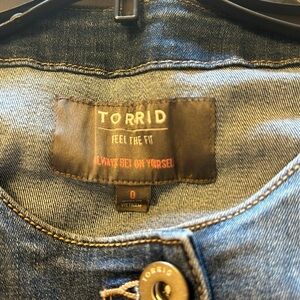 TORRID
FEEL THE FIT
ALWAYS BET ON YOURSELF
0
TORRID